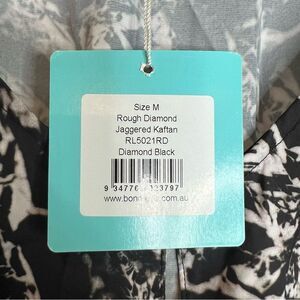 Size M
Rough Diamond
Jaggered Kaftan
RL5021RD
Diamond Black